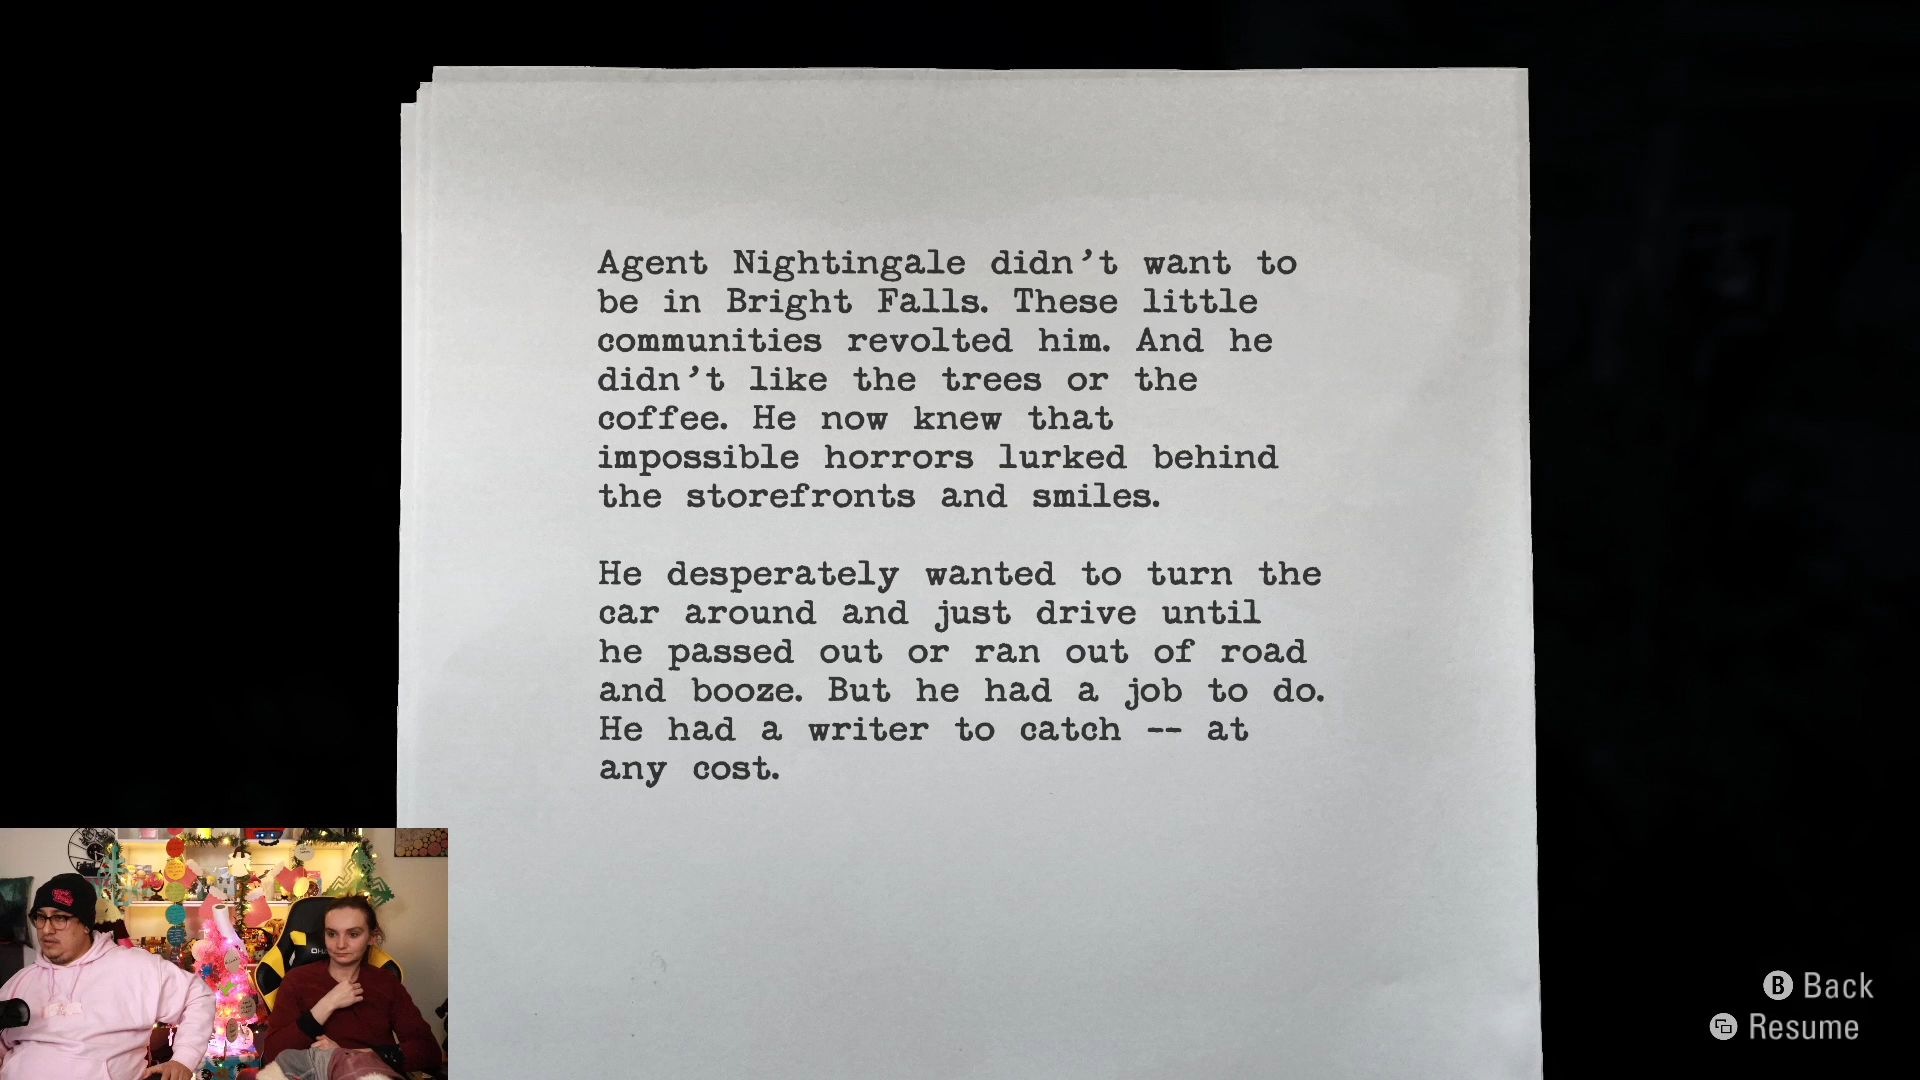 Agent Nightingale didn't want to
be in Bright Falls. These little
communities revolted him. And he
didn't like the trees or the
coffee. He now knew that
impossible horrors lurked behind
the storefronts and smiles.
He desperately wanted to turn the
car around and just drive until
he passed out or ran out of road
and booze. But he had a job to do.
He had a writer to catch -- at
any cost.
B Back
Resume